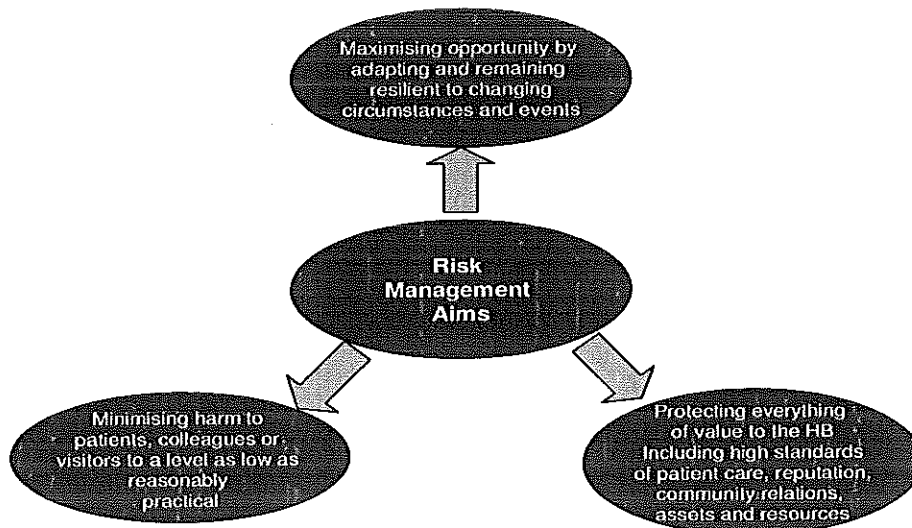 Maximising opportunity by
adapting and remaining
resilient to changing
circumstances and events
Risk
Management
Aims
Minimising harm to
patients, colleagues or
visitors to a level as low as
reasonably
practical
Protecting everything
of value to the HB
Including high standards
of patient care, reputation,
community relations,
assets and resources